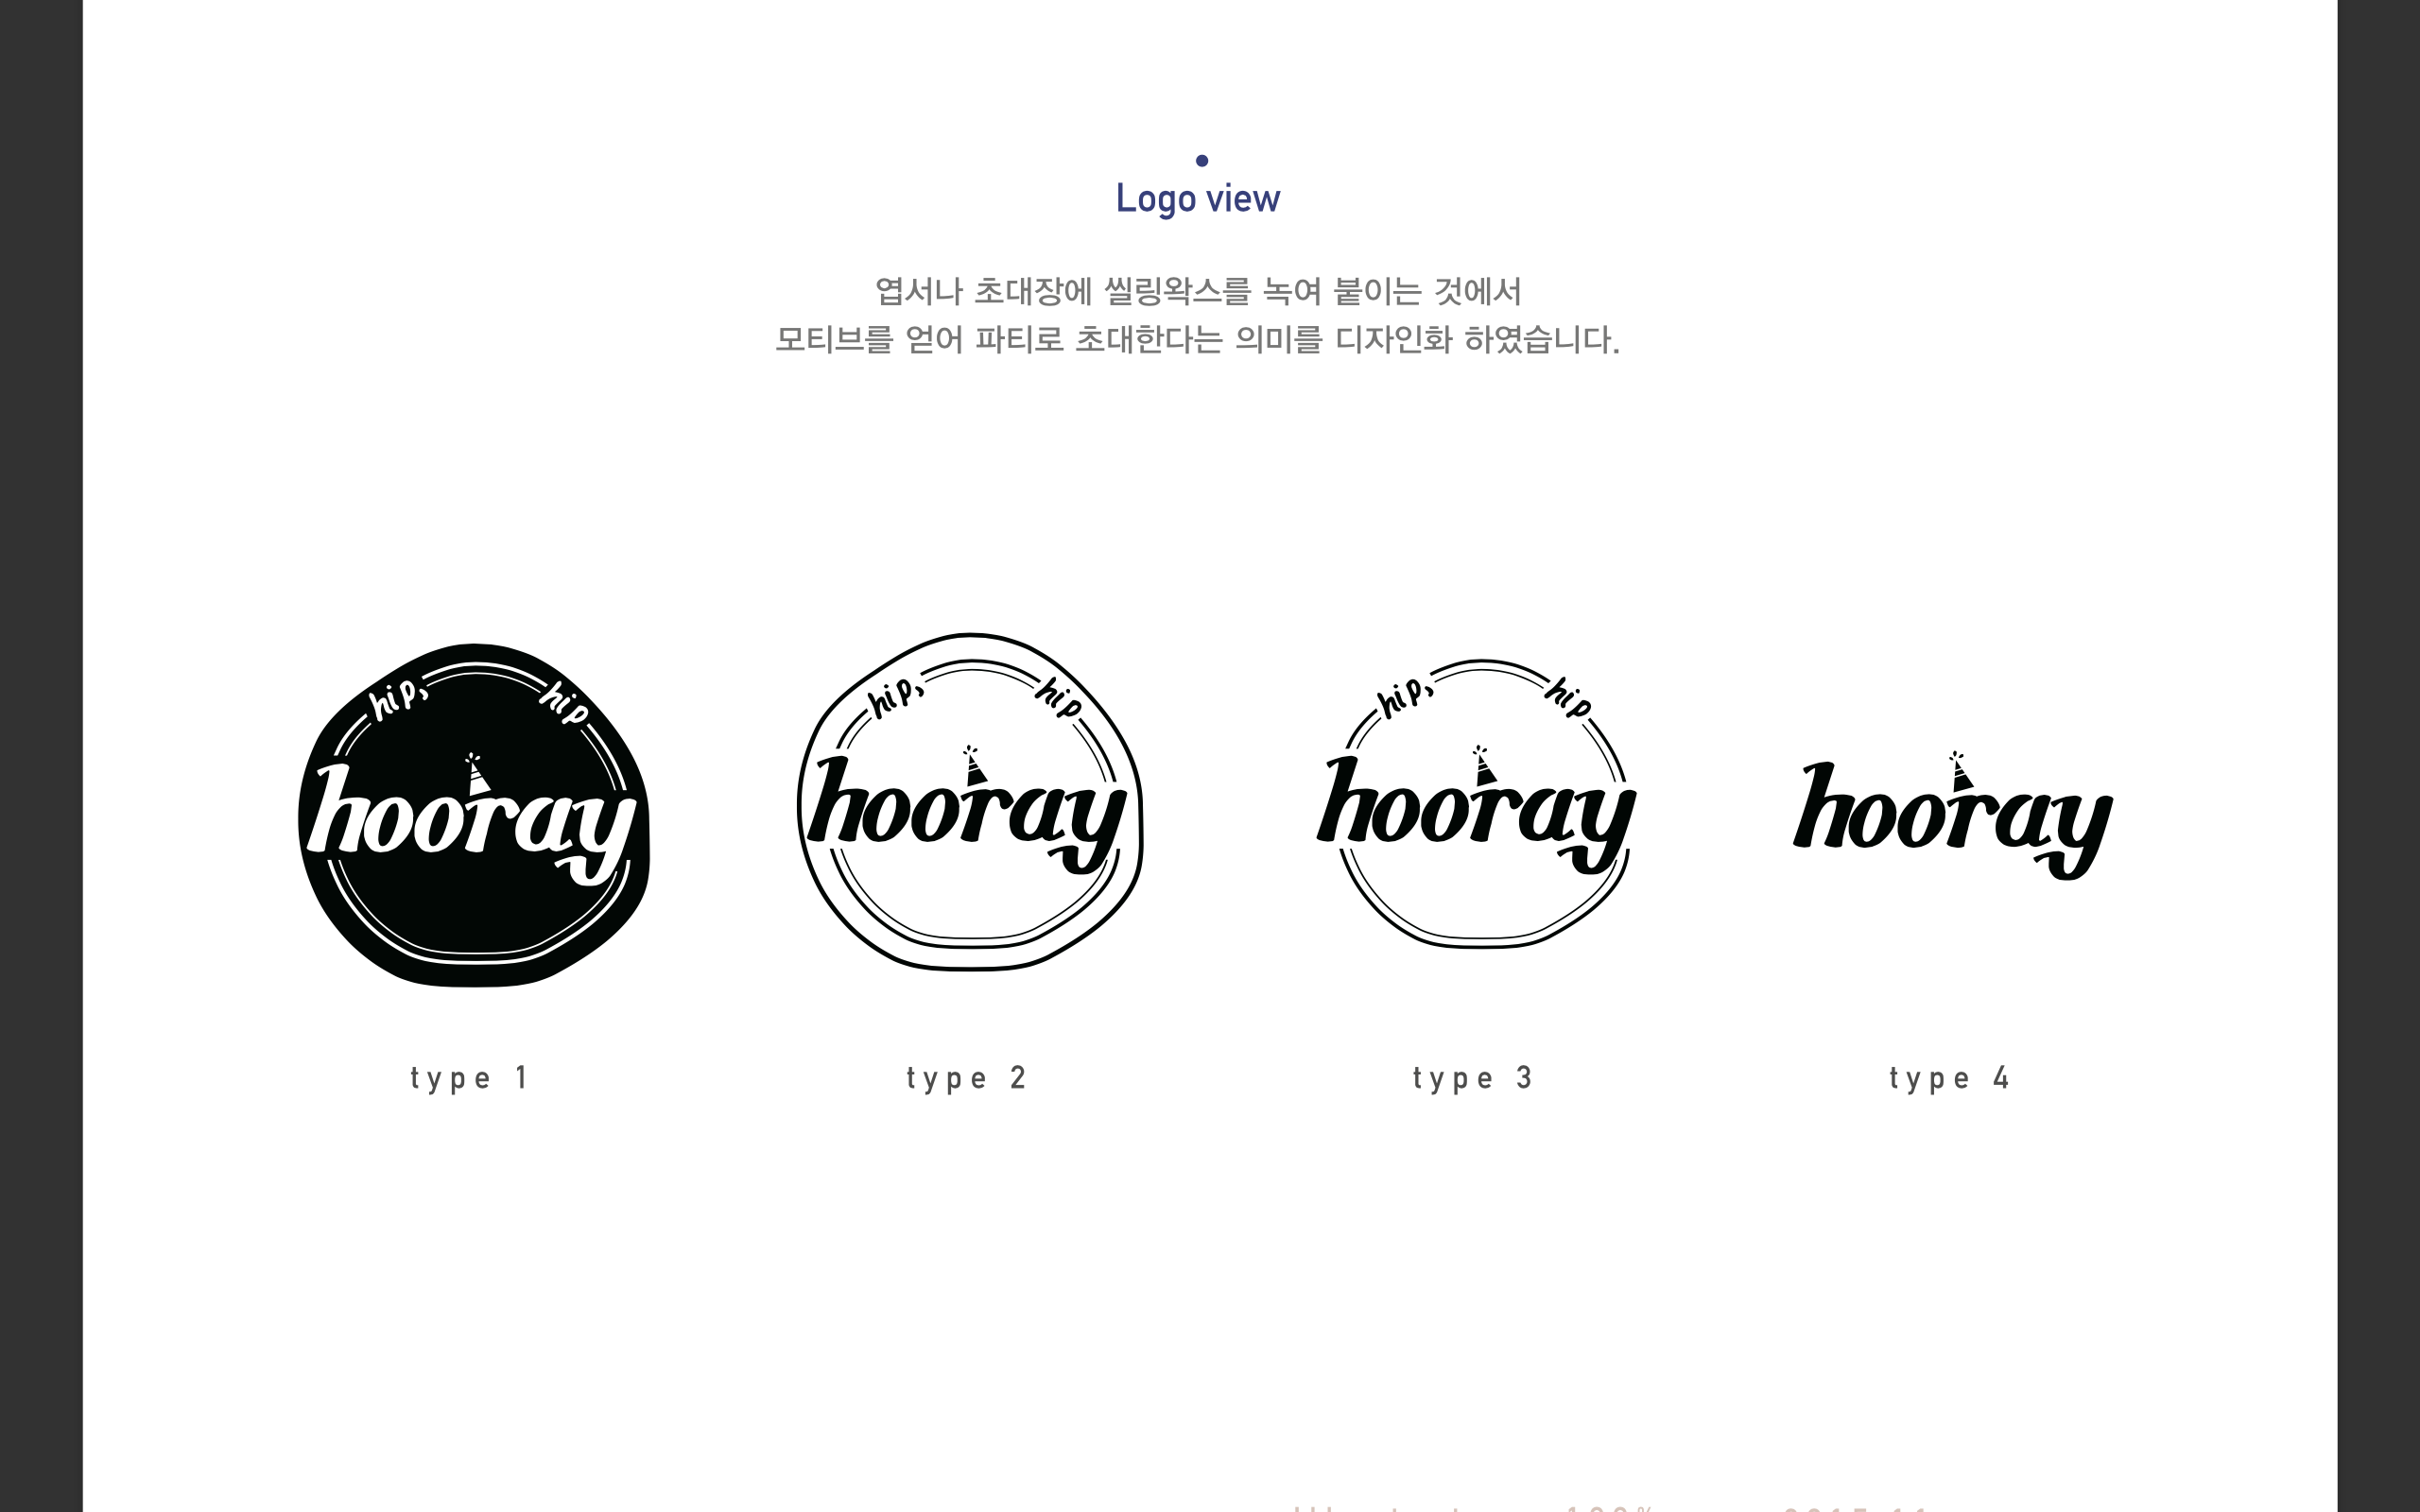 Logo view
엽서나 초대장에 씰링왁스를 녹여 붙이는 것에서
모티브를 얻어 파티로 초대한다는 의미를 디자인화 하였습니다.
hip, hip
hooray
hip, hip
hooray
hip, hip
hooray
hooray
type 1
type 2
type 3
type 4